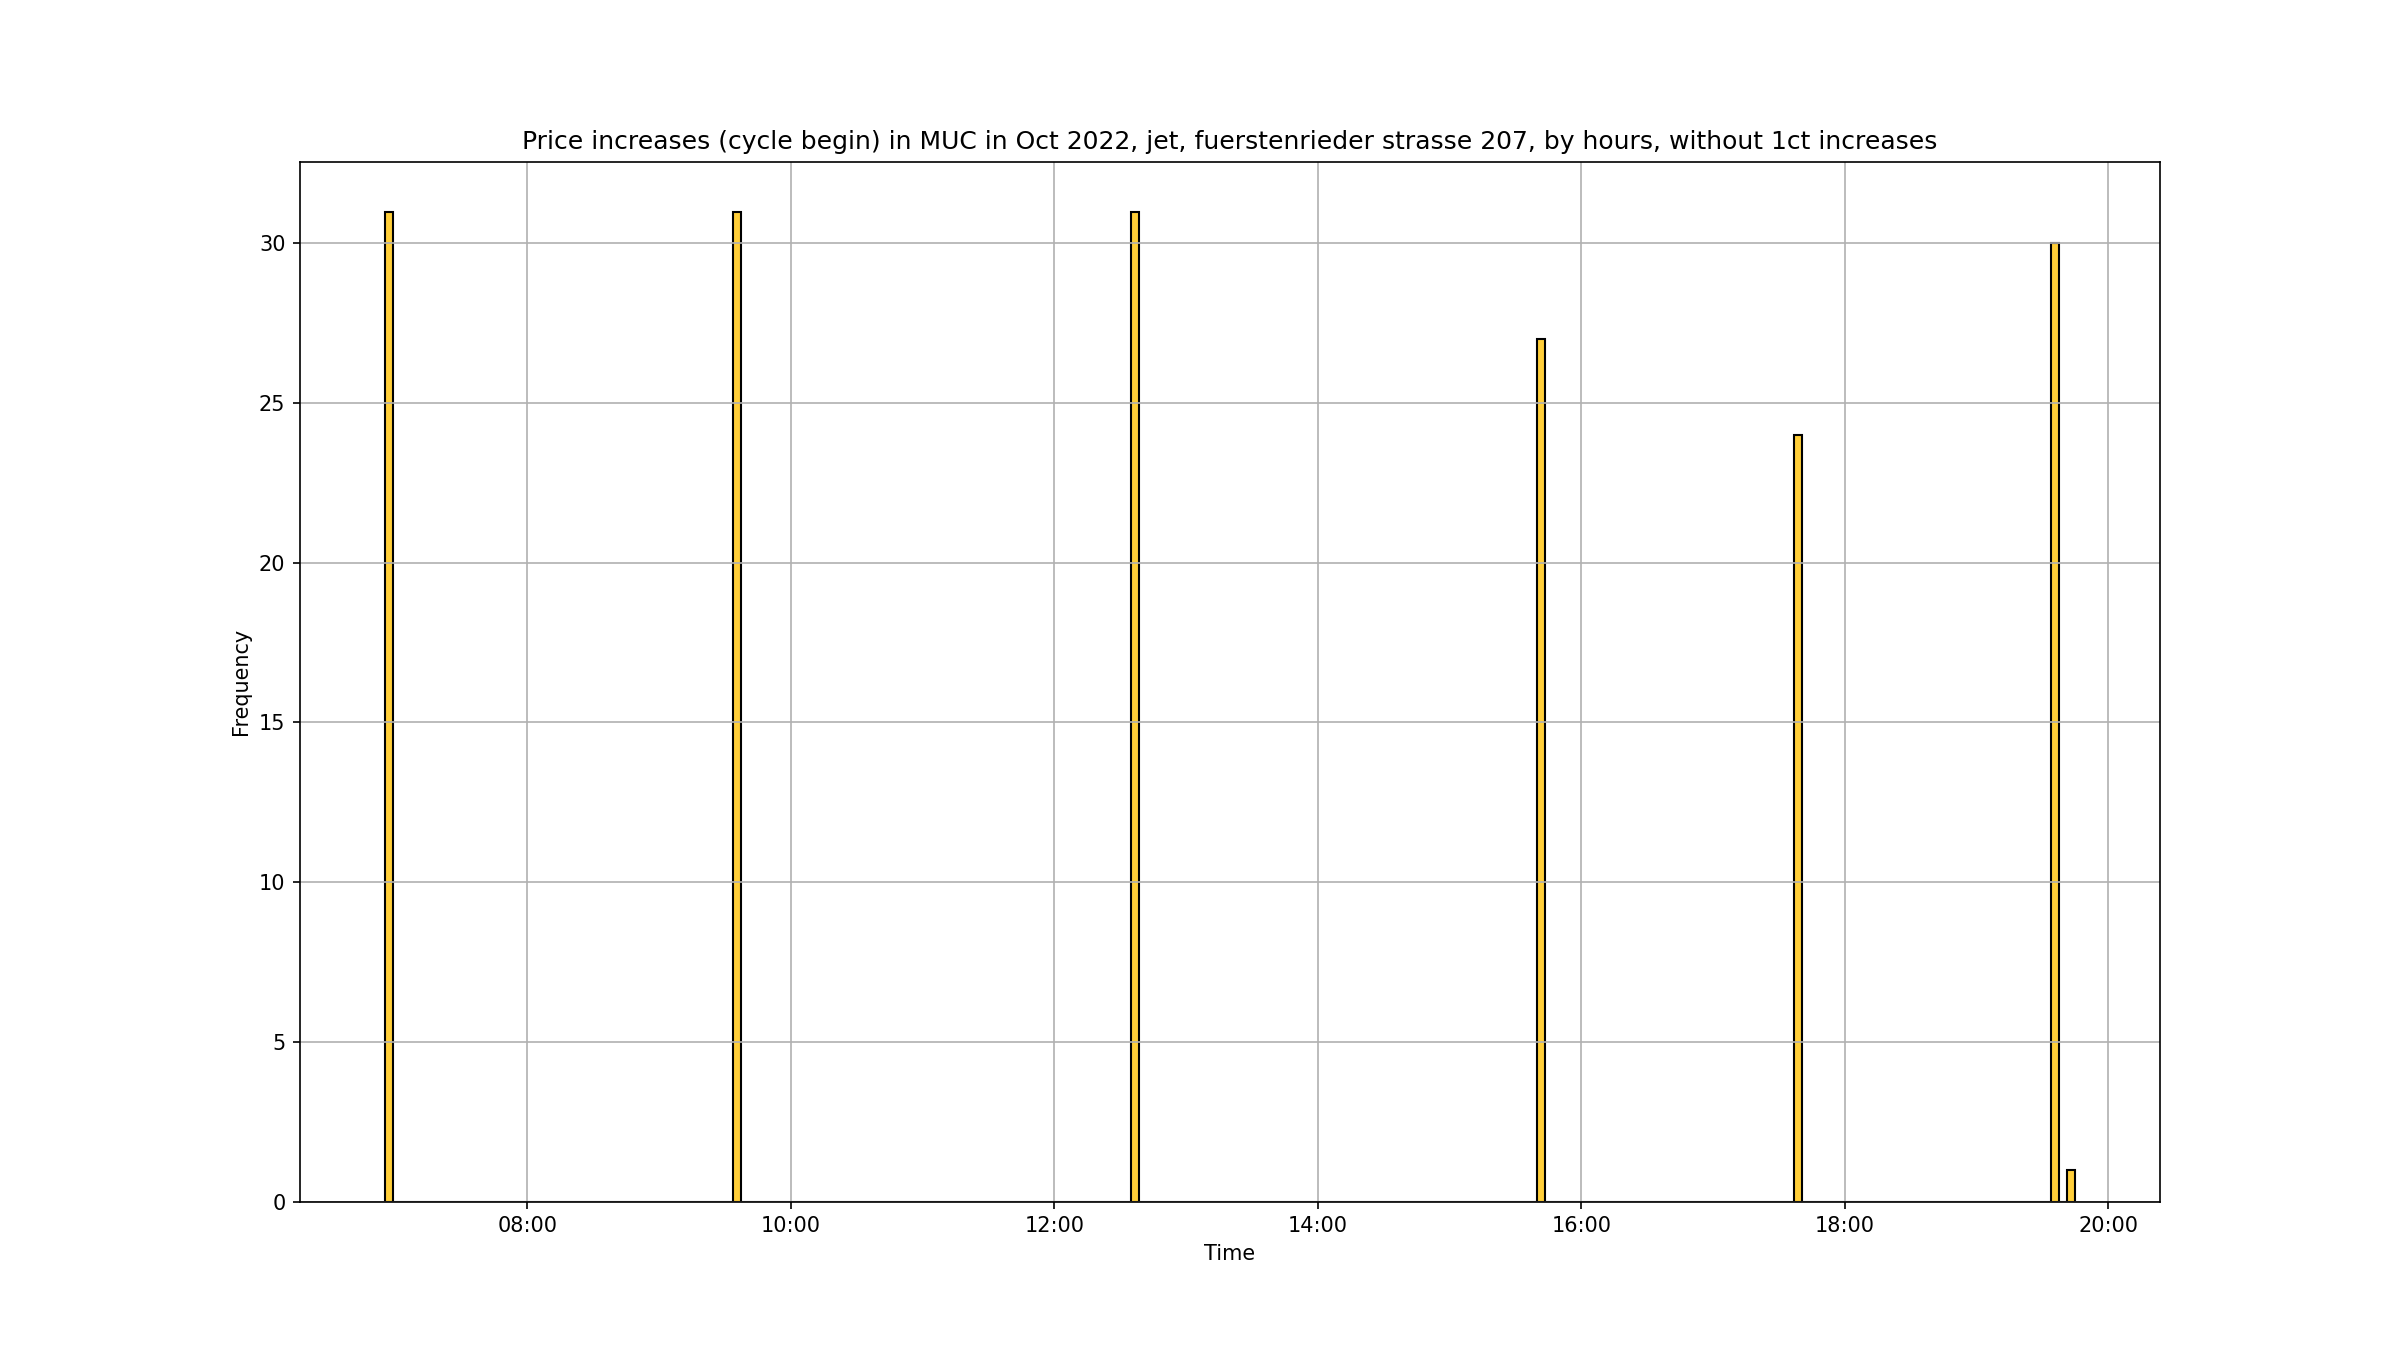 Price increases (cycle begin) in MUC in Oct 2022, jet, fuerstenrieder strasse 207, by hours, without 1ct increases
30
25
20
15
10
5
0
Frequency
08:00 10:00 12:00 14:00 16:00 18:00 20:00
Time